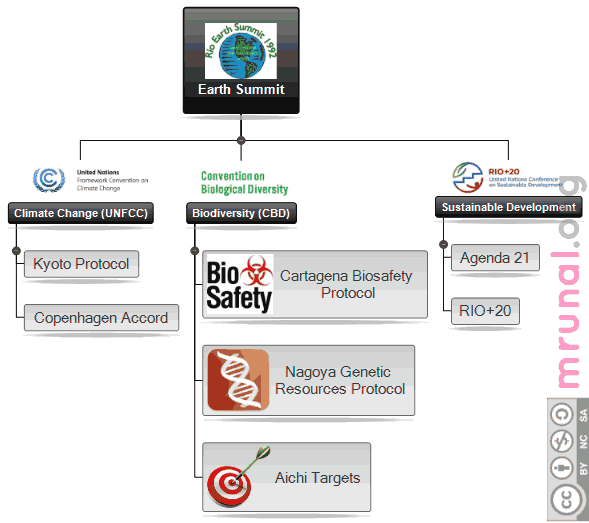 Rio Earth Summit 1992
Earth Summit
United Nations
Framework Convention on
Climate Change
Climate Change (UNFCC)
Kyoto Protocol
Copenhagen Accord
Convention on
Biological Diversity
Biodiversity (CBD)
Bio
Safety
Cartagena Biosafety
Protocol
Nagoya Genetic
Resources Protocol
Aichi Targets
RIO+20
United Nations Conference
on Sustainable Development
Sustainable Development
Agenda 21
RIO+20
mrunal.org
CC
BY NC SA